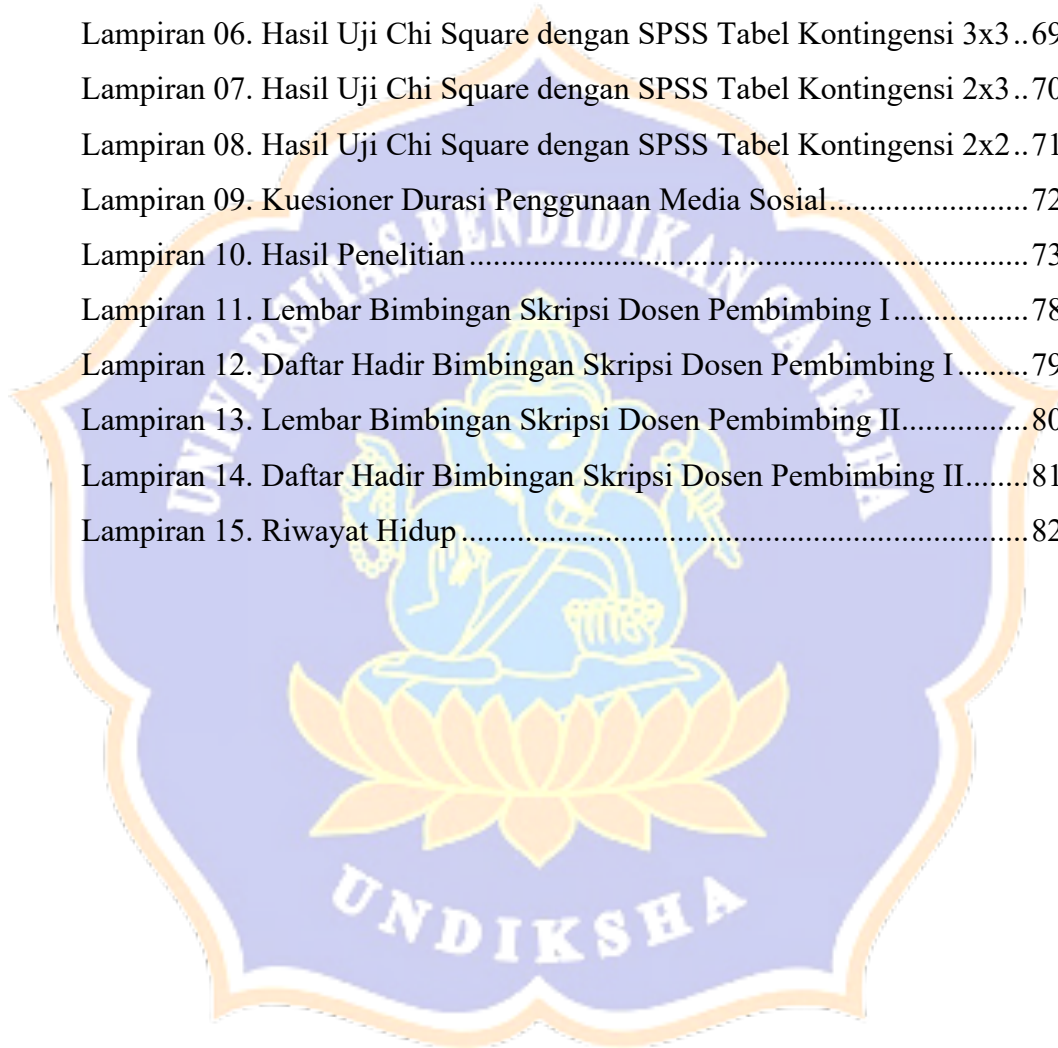 Lampiran 06. Hasil Uji Chi Square dengan SPSS Tabel Kontingensi 3x3..69
Lampiran 07. Hasil Uji Chi Square dengan SPSS Tabel Kontingensi 2x3..70
Lampiran 08. Hasil Uji Chi Square dengan SPSS Tabel Kontingensi 2x2..71
Lampiran 09. Kuesioner Durasi Penggunaan Media Sosial.......................72
Lampiran 10. Hasil Penelitian................................................................73
Lampiran 11. Lembar Bimbingan Skripsi Dosen Pembimbing I................78
Lampiran 12. Daftar Hadir Bimbingan Skripsi Dosen Pembimbing I.........79
Lampiran 13. Lembar Bimbingan Skripsi Dosen Pembimbing II...............80
Lampiran 14. Daftar Hadir Bimbingan Skripsi Dosen Pembimbing II.......81
Lampiran 15. Riwayat Hidup.................................................................82
UNIVERSITAS PENDIDIKAN GANESHA
UNDIKSHA